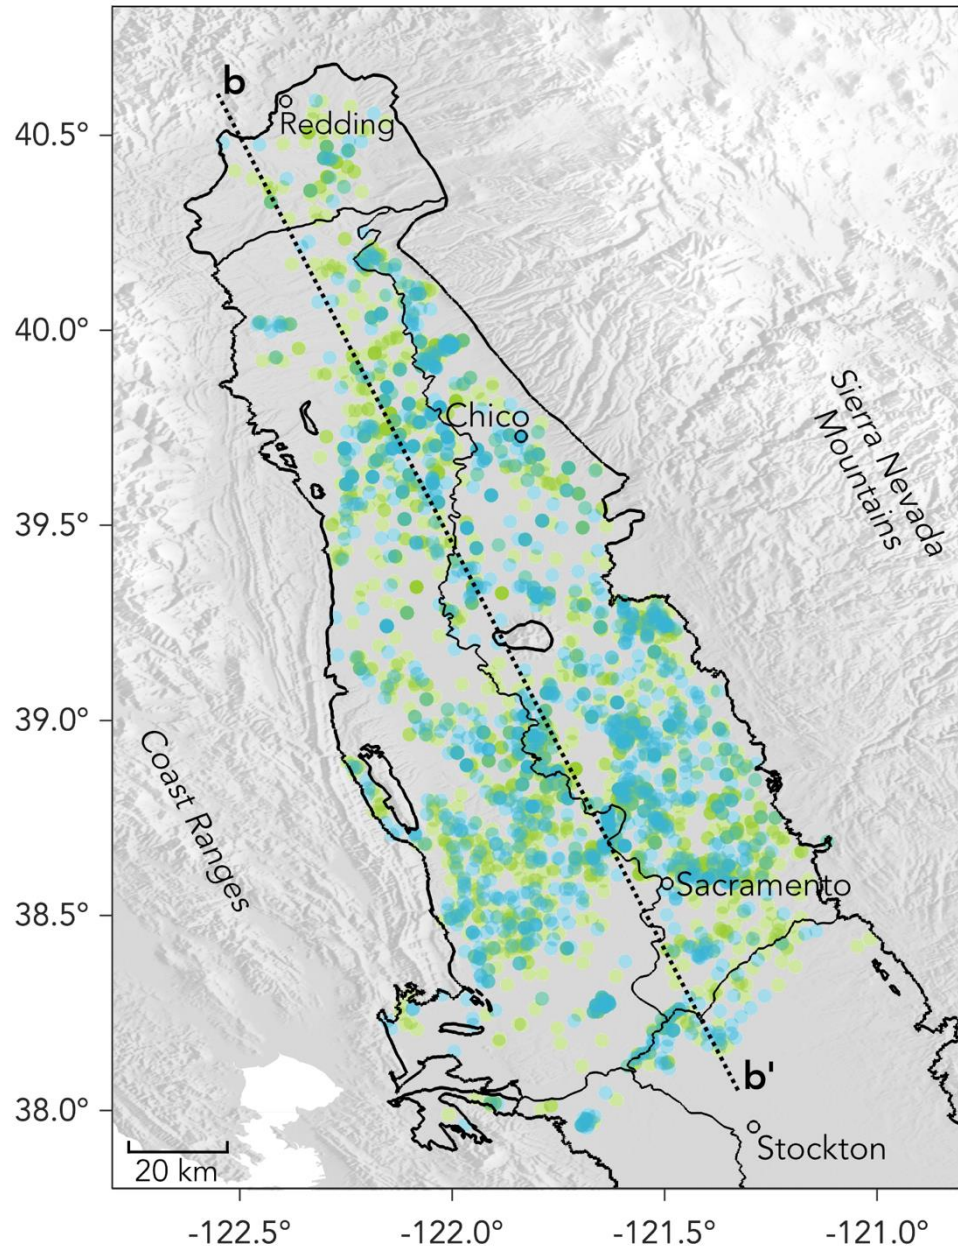 b
Redding
40.5°
40.0°
Chico
Sierra Nevada
Mountains
39.5°
39.0°
Coast Ranges
Sacramento
38.5°
b'
38.0°
Stockton
20 km
-122.5°
-122.0°
-121.5°
-121.0°